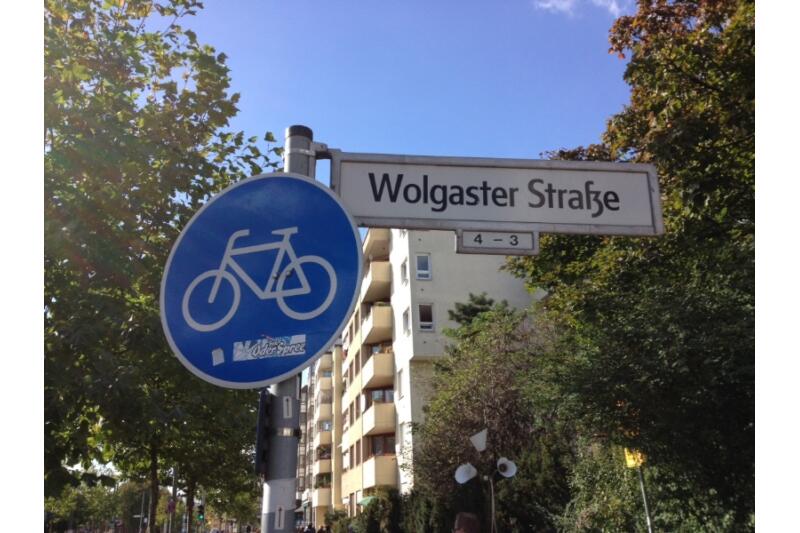 Wolgaster Straße
4 – 3
Oder-Spree